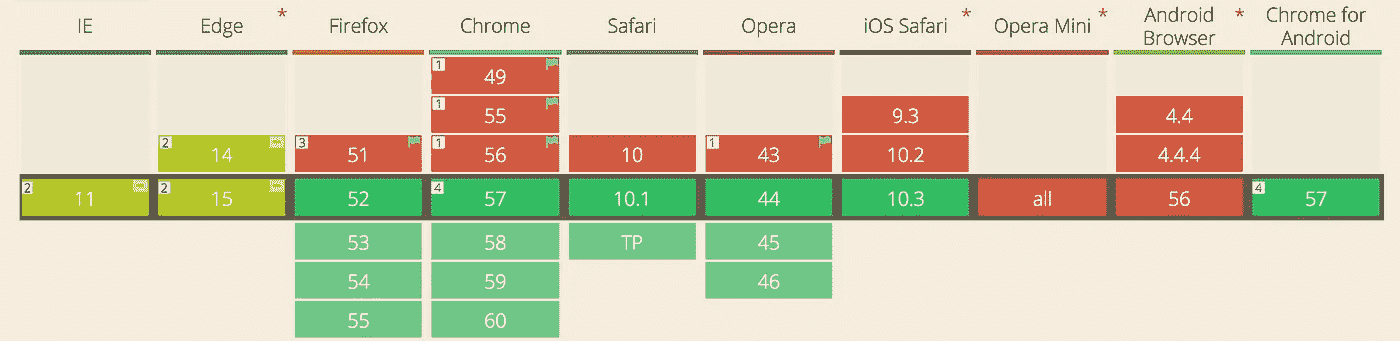 IE Edge * Firefox Chrome Safari Opera iOS Safari * Opera Mini * Android Browser * Chrome for Android
1 49
1 55 9.3 4.4
2 14 3 51 1 56 10 1 43 10.2 4.4.4
2 11 2 15 52 4 57 10.1 44 10.3 all 56 4 57
53 58 TP 45
54 59 46
55 60